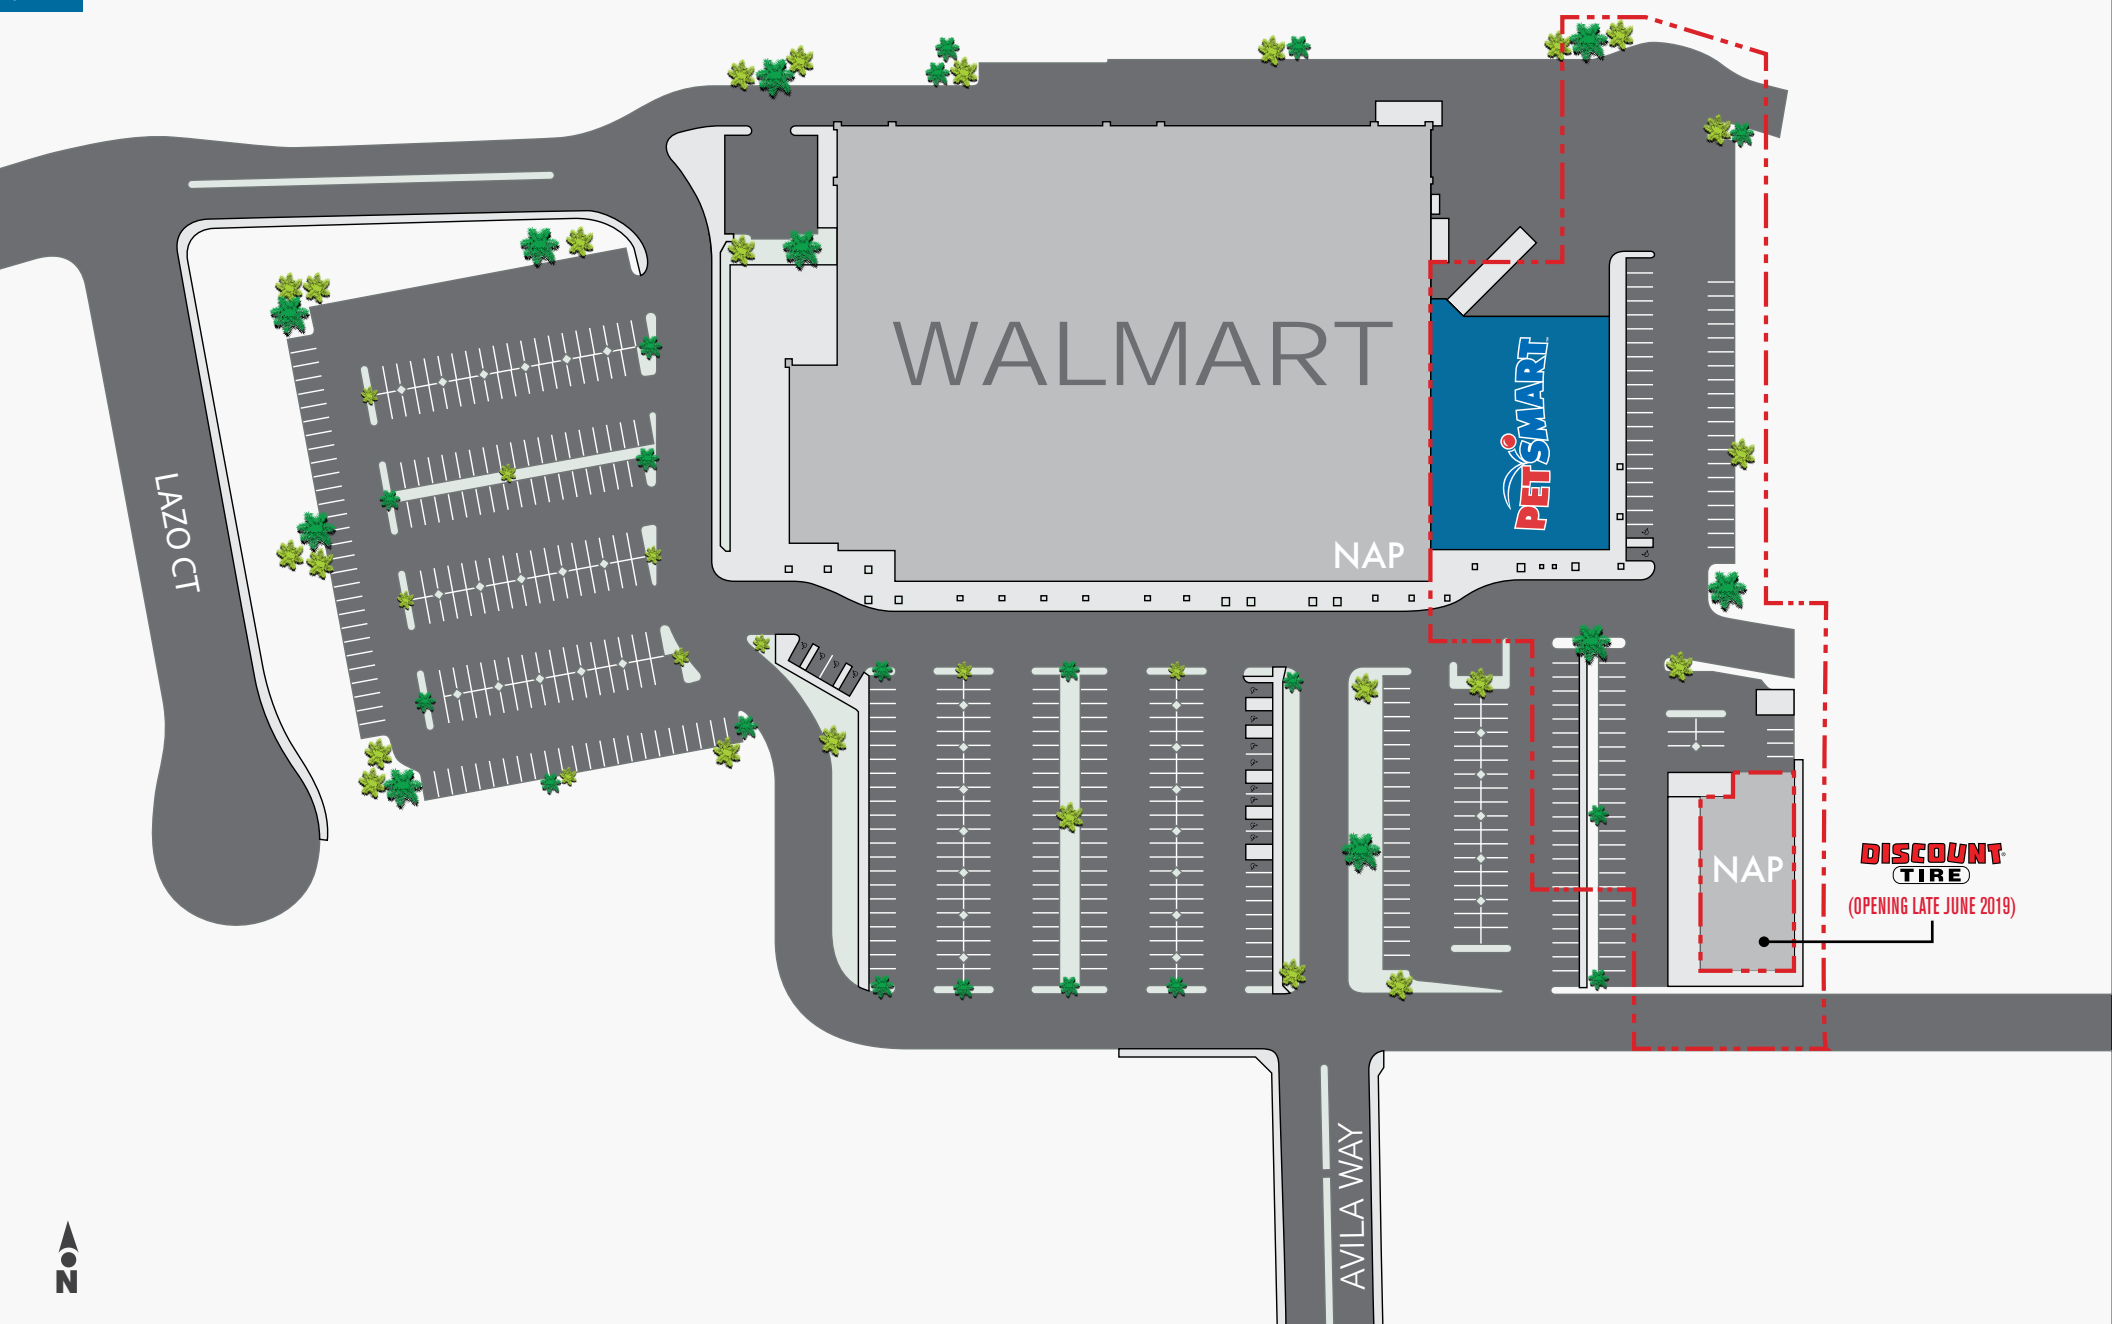 WALMART
PETSMART
LAZO CT
NAP
NAP
DISCOUNT
TIRE
(OPENING LATE JUNE 2019)
AVILA WAY
N